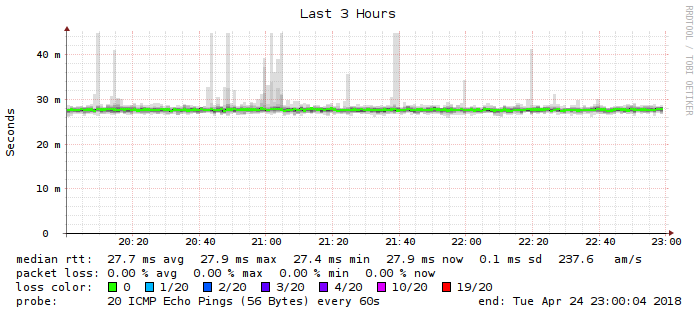 Last 3 Hours
RRDTOOL / TOBI OETIKER
Seconds
40 m
30 m
20 m
10 m
0
20:20 20:40 21:00 21:20 21:40 22:00 22:20 22:40 23:00
median rtt: 27.7 ms avg 27.9 ms max 27.4 ms min 27.9 ms now 0.1 ms sd 237.6 am/s
packet loss: 0.00 % avg 0.00 % max 0.00 % min 0.00 % now
loss color: 0 1/20 2/20 3/20 4/20 10/20 19/20
probe: 20 ICMP Echo Pings (56 Bytes) every 60s end: Tue Apr 24 23:00:04 2018